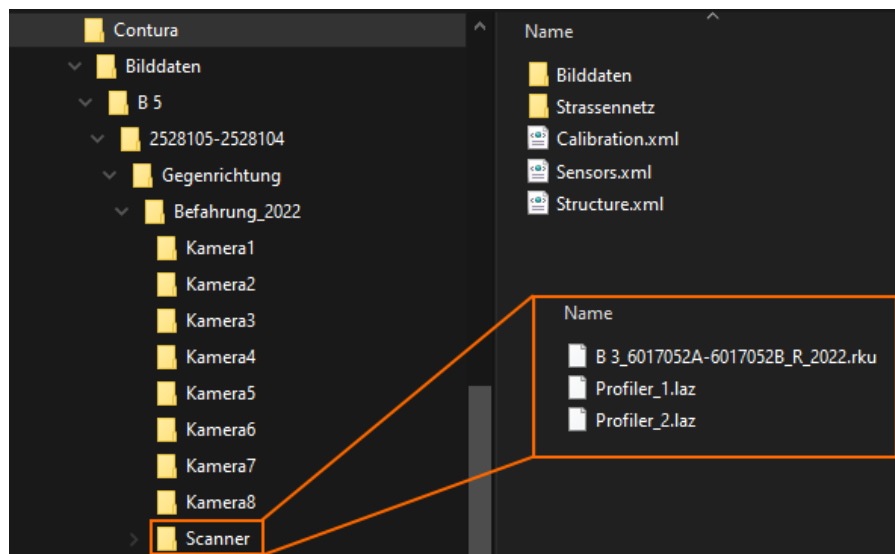 Contura
Bilddaten
B 5
2528105-2528104
Gegenrichtung
Befahrung_2022
Kamera1
Kamera2
Kamera3
Kamera4
Kamera5
Kamera6
Kamera7
Kamera8
Scanner
Name
Bilddaten
Strassennetz
Calibration.xml
Sensors.xml
Structure.xml
Name
B 3_6017052A-6017052B_R_2022.rku
Profiler_1.laz
Profiler_2.laz